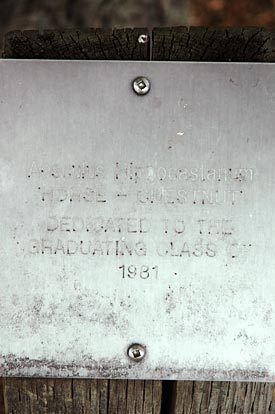 Aesculus Hippocastanum
HORSE - CHESTNUT
DEDICATED TO THE
GRADUATING CLASS
1981